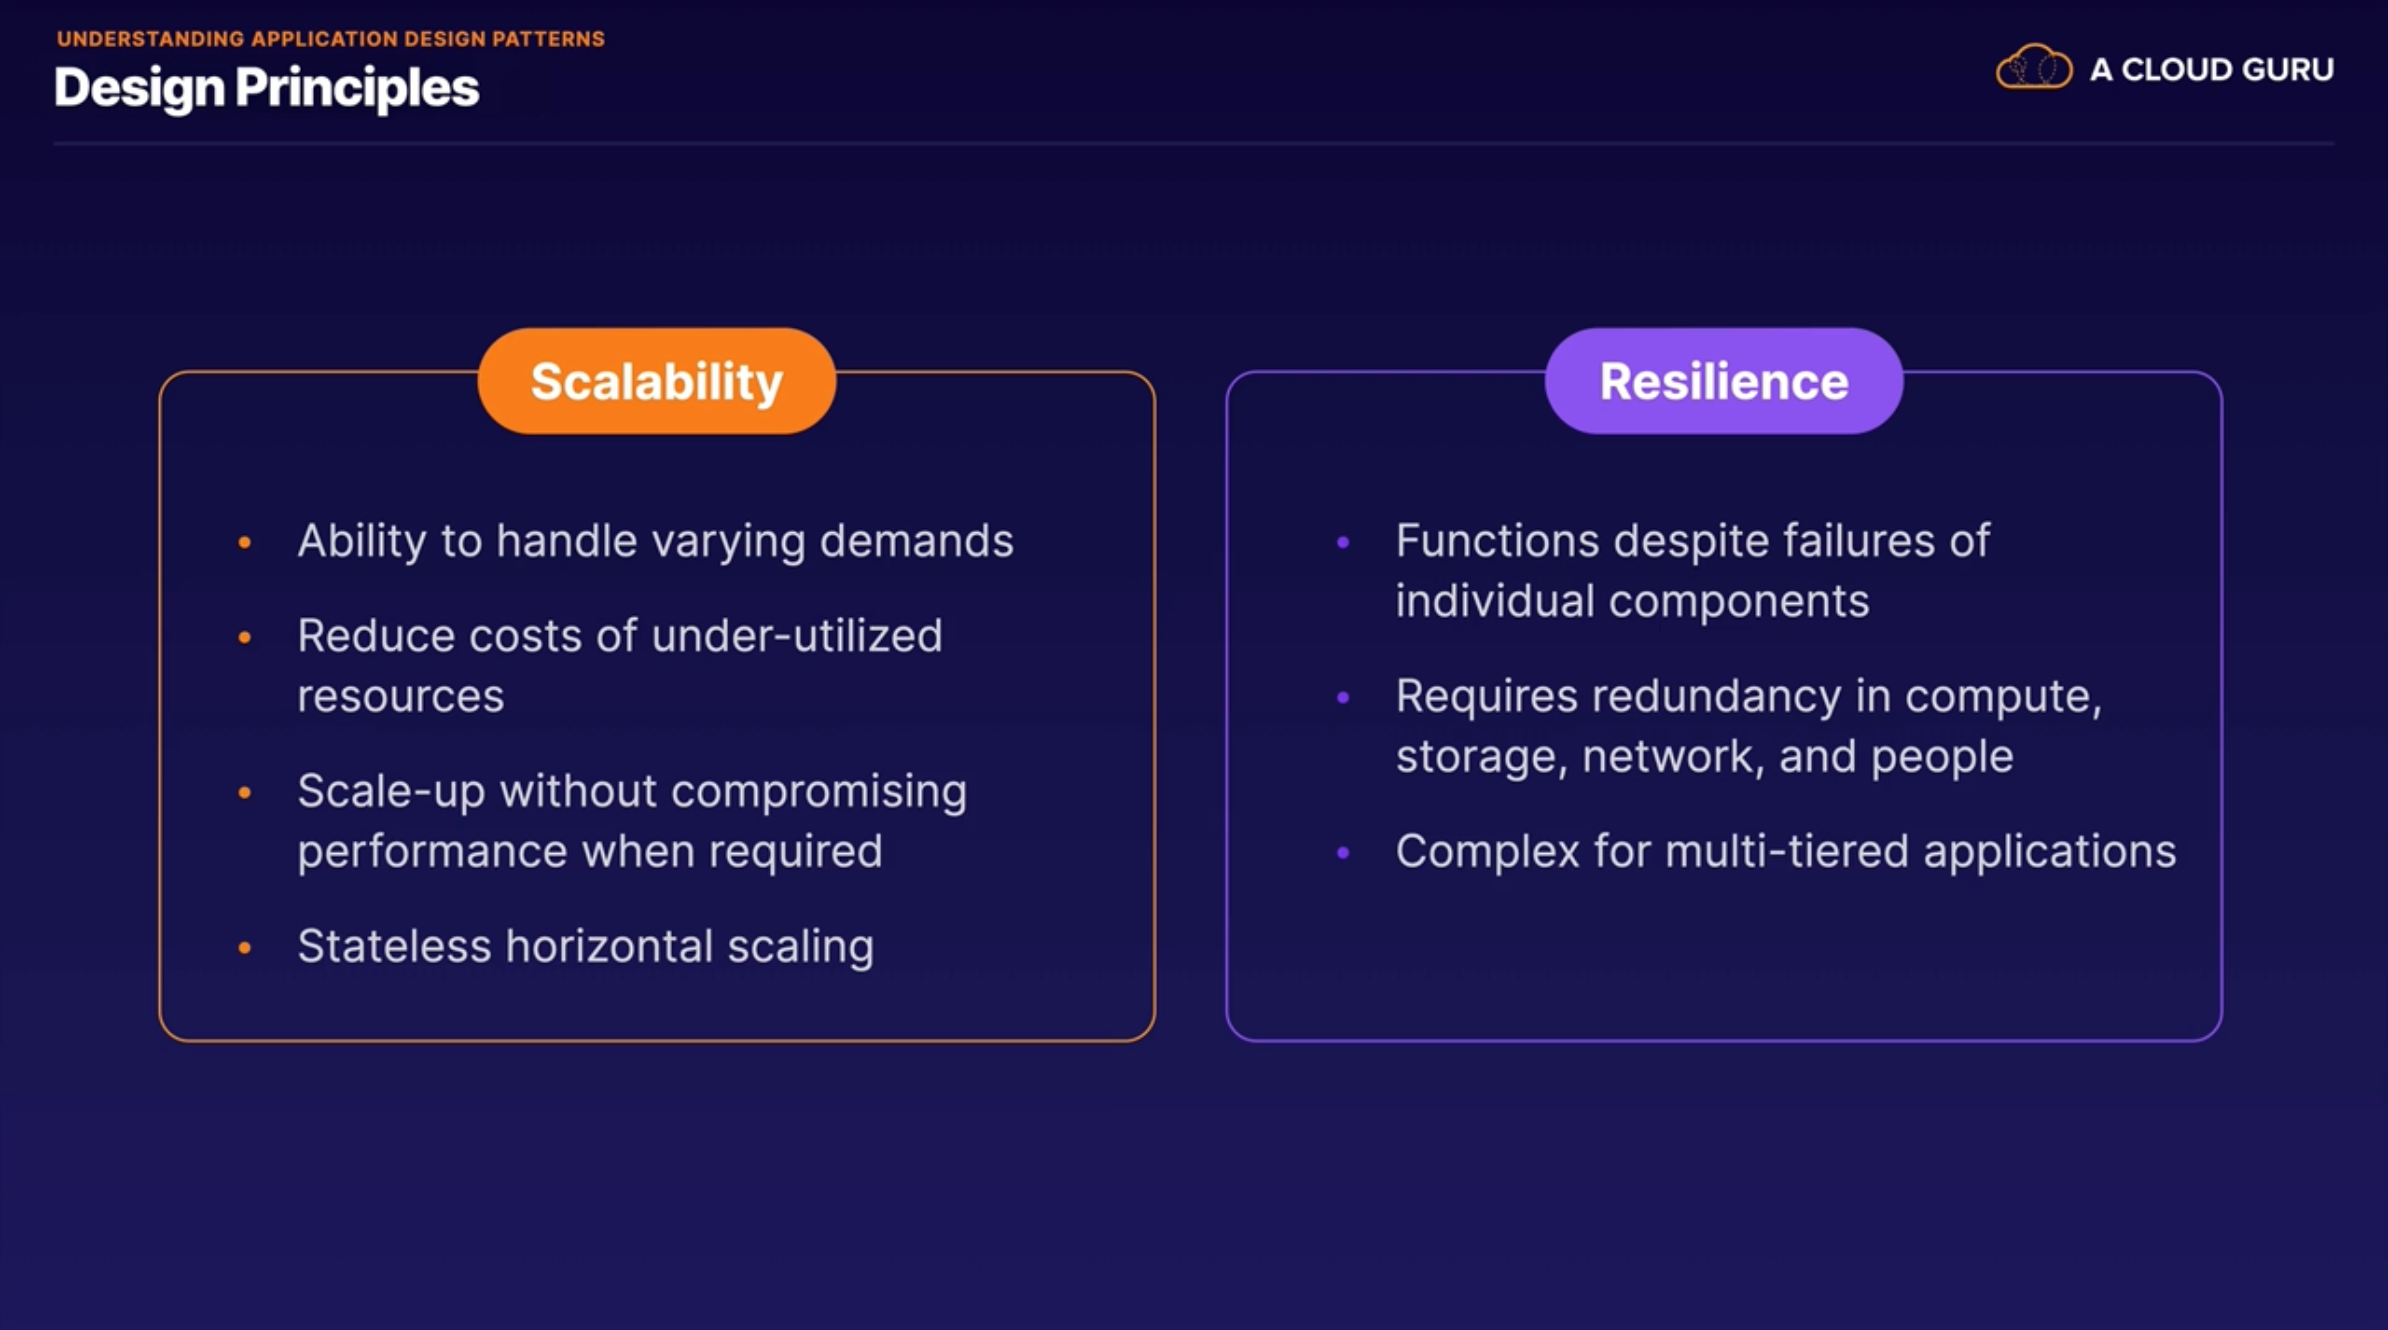 UNDERSTANDING APPLICATION DESIGN PATTERNS
Design Principles
A CLOUD GURU
Scalability
• Ability to handle varying demands
• Reduce costs of under-utilized
resources
• Scale-up without compromising
performance when required
• Stateless horizontal scaling
Resilience
• Functions despite failures of
individual components
• Requires redundancy in compute,
storage, network, and people
• Complex for multi-tiered applications